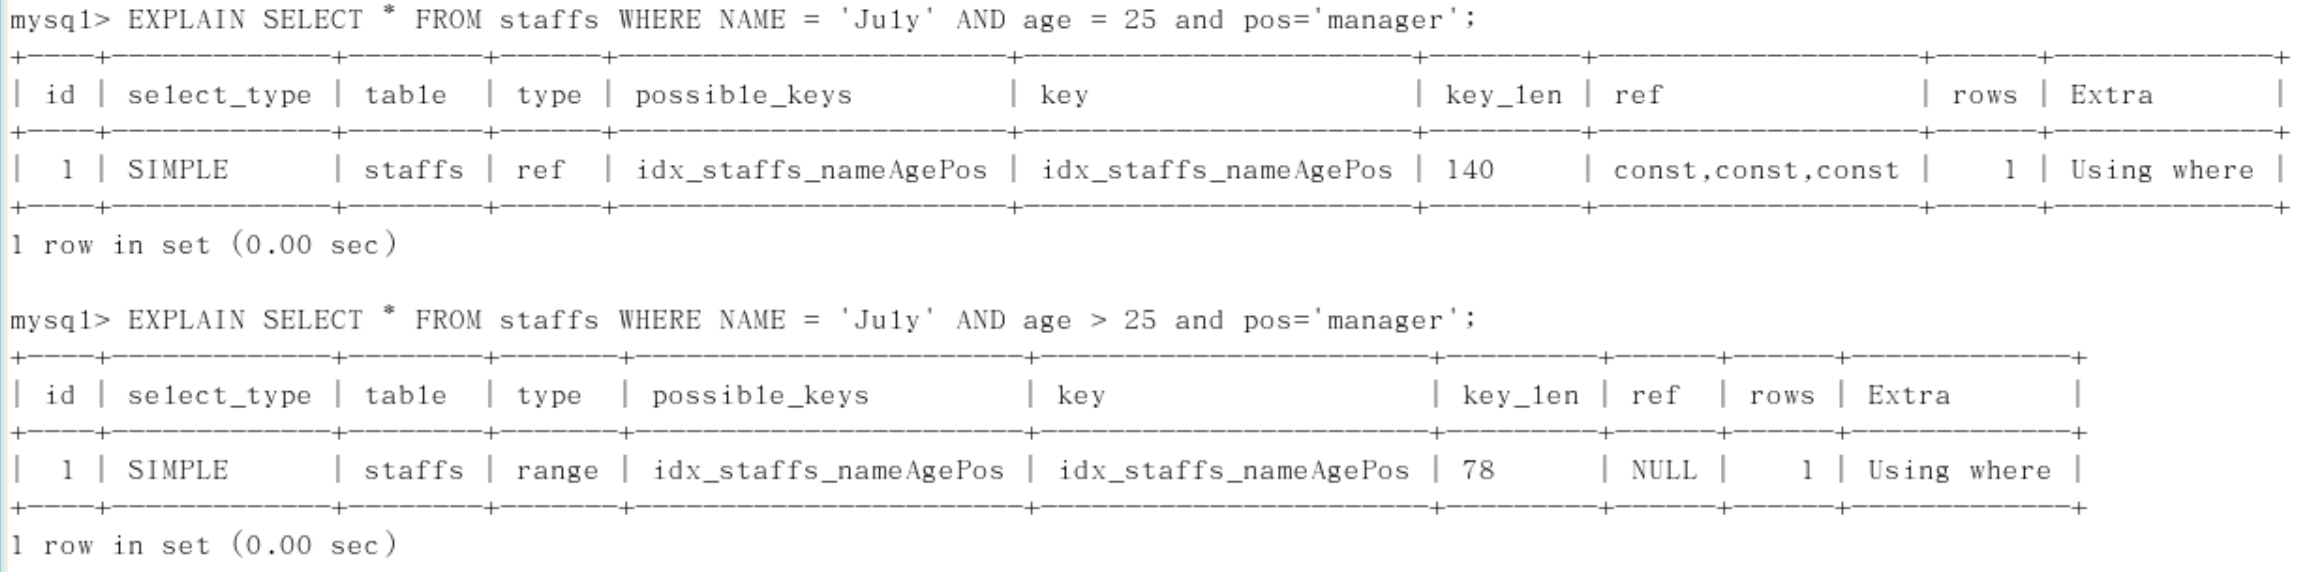 mysql> EXPLAIN SELECT * FROM staffs WHERE NAME = 'July' AND age = 25 and pos='manager';
+----+-------------+--------+------+-----------------------+-----------------------+---------+-------------------+------+-------------+
| id | select_type | table  | type | possible_keys         | key                   | key_len | ref               | rows | Extra       |
+----+-------------+--------+------+-----------------------+-----------------------+---------+-------------------+------+-------------+
|  1 | SIMPLE      | staffs | ref  | idx_staffs_nameAgePos | idx_staffs_nameAgePos | 140     | const,const,const |    1 | Using where |
+----+-------------+--------+------+-----------------------+-----------------------+---------+-------------------+------+-------------+
1 row in set (0.00 sec)
mysql> EXPLAIN SELECT * FROM staffs WHERE NAME = 'July' AND age > 25 and pos='manager';
+----+-------------+--------+-------+-----------------------+-----------------------+---------+------+------+-------------+
| id | select_type | table  | type  | possible_keys         | key                   | key_len | ref  | rows | Extra       |
+----+-------------+--------+-------+-----------------------+-----------------------+---------+------+------+-------------+
|  1 | SIMPLE      | staffs | range | idx_staffs_nameAgePos | idx_staffs_nameAgePos | 78      | NULL |    1 | Using where |
+----+-------------+--------+-------+-----------------------+-----------------------+---------+------+------+-------------+
1 row in set (0.00 sec)